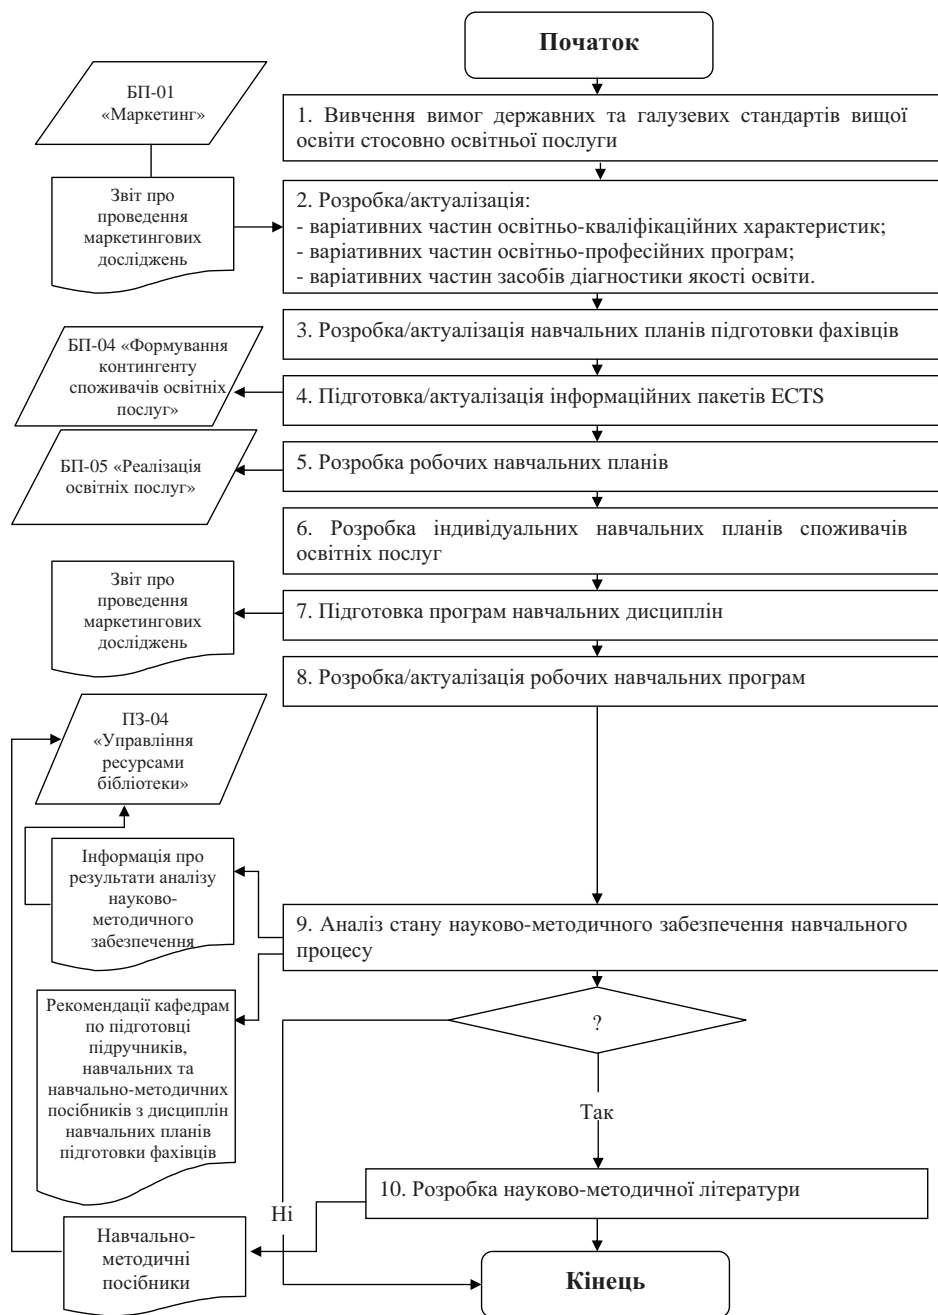 Початок
БП-01
«Маркетинг»
1. Вивчення вимог державних та галузевих стандартів вищої
освіти стосовно освітньої послуги
Звіт про
проведення
маркетингових
досліджень
2. Розробка/актуалізація:
- варіативних частин освітньо-кваліфікаційних характеристик;
- варіативних частин освітньо-професійних програм;
- варіативних частин засобів діагностики якості освіти.
3. Розробка/актуалізація навчальних планів підготовки фахівців
БП-04 «Формування
контингенту
споживачів освітніх
послуг»
4. Підготовка/актуалізація інформаційних пакетів ECTS
БП-05 «Реалізація
освітніх послуг»
5. Розробка робочих навчальних планів
6. Розробка індивідуальних навчальних планів споживачів
освітніх послуг
Звіт про
проведення
маркетингових
досліджень
7. Підготовка програм навчальних дисциплін
8. Розробка/актуалізація робочих навчальних програм
ПЗ-04
«Управління
ресурсами
бібліотеки»
Інформація про
результати аналізу
науково-
методичного
забезпечення
9. Аналіз стану науково-методичного забезпечення навчального
процесу
Рекомендації кафедрам
по підготовці
підручників,
навчальних та
навчально-методичних
посібників з дисциплін
навчальних планів
підготовки фахівців
?
Так
10. Розробка науково-методичної літератури
Ні
Навчально-
методичні
посібники
Кінець